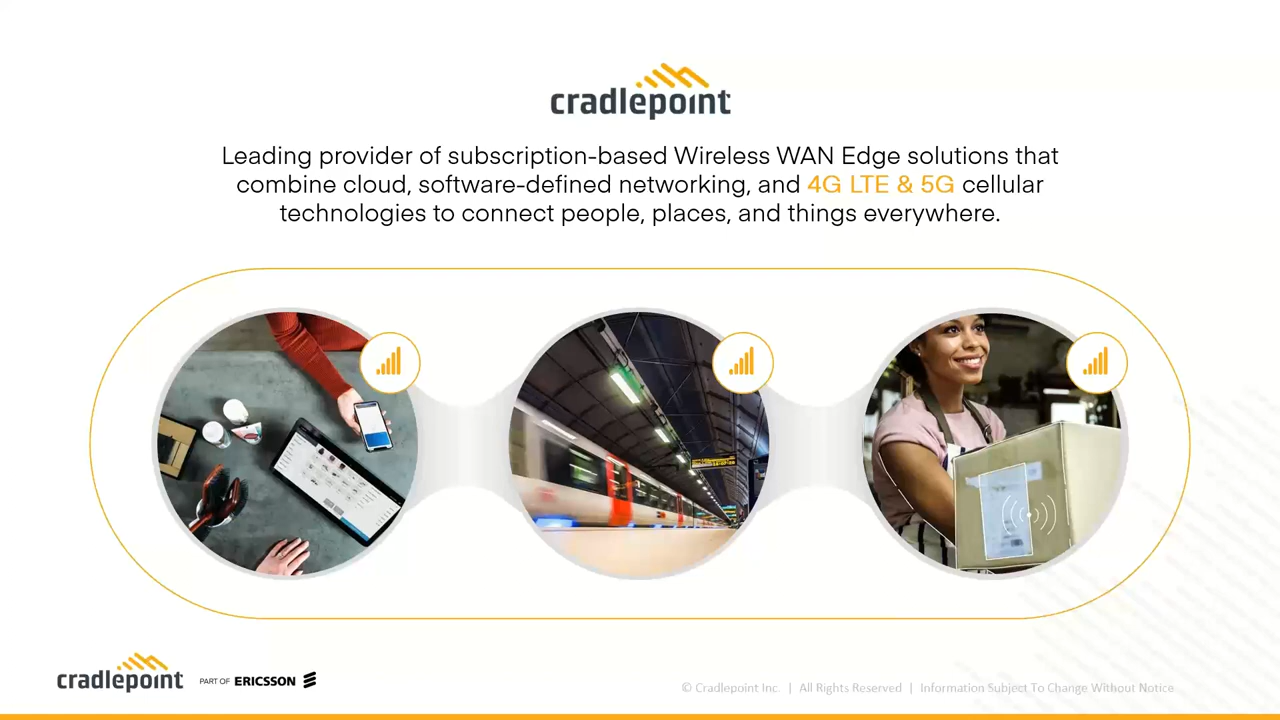 cradlepoint
Leading provider of subscription-based Wireless WAN Edge solutions that
combine cloud, software-defined networking, and 4G LTE & 5G cellular
technologies to connect people, places, and things everywhere.
cradlepoint PART OF ERICSSON
© Cradlepoint Inc. | All Rights Reserved | Information Subject To Change Without Notice